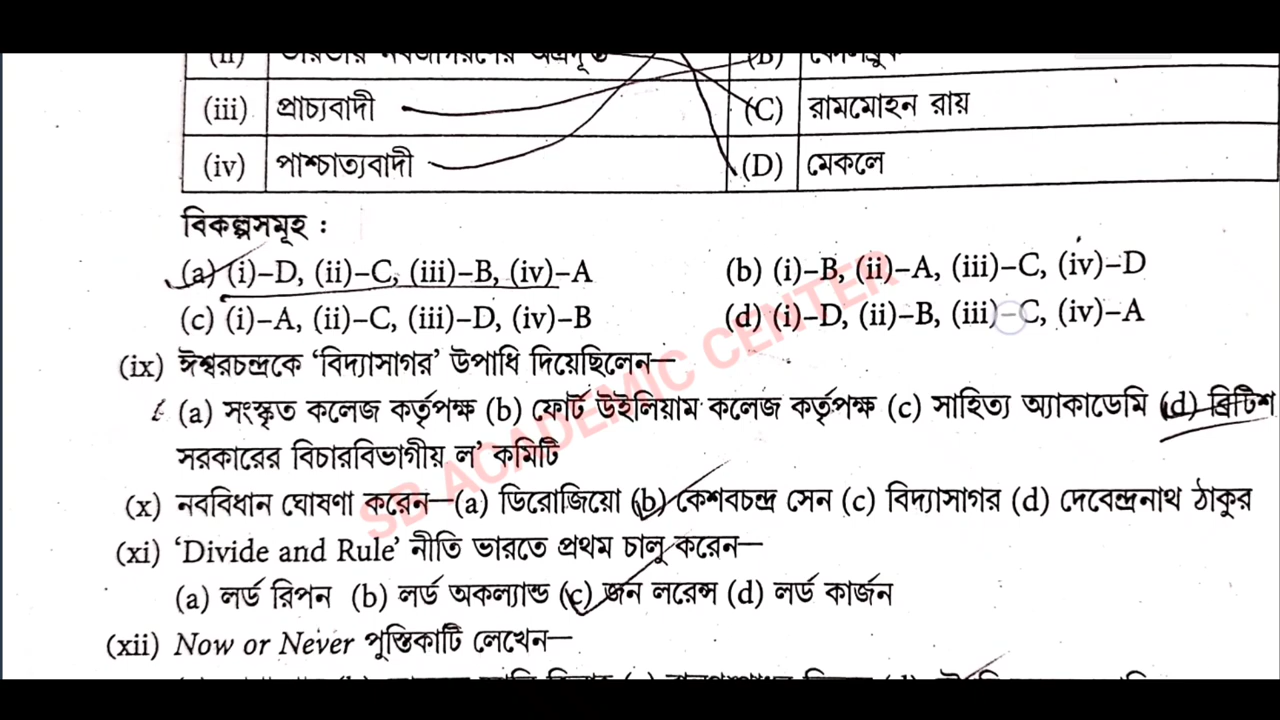 (iii) প্রাচ্যবাদী (C) রামমোহন রায়
(iv) পাশ্চাত্যবাদী (D) মেকলে
বিকল্পসমূহ :
(a) (i)–D, (ii)–C, (iii)–B, (iv)–A (b) (i)–B, (ii)–A, (iii)–C, (iv)–D
(c) (i)–A, (ii)–C, (iii)–D, (iv)–B (d) (i)–D, (ii)–B, (iii)–C, (iv)–A
(ix) ঈশ্বরচন্দ্রকে ‘বিদ্যাসাগর’ উপাধি দিয়েছিলেন—
(a) সংস্কৃত কলেজ কর্তৃপক্ষ (b) ফোর্ট উইলিয়াম কলেজ কর্তৃপক্ষ (c) সাহিত্য অ্যাকাডেমি (d) ব্রিটিশ
সরকারের বিচারবিভাগীয় ল’ কমিটি
(x) নববিধান ঘোষণা করেন—(a) ডিরোজিয়ো (b) কেশবচন্দ্র সেন (c) বিদ্যাসাগর (d) দেবেন্দ্রনাথ ঠাকুর
(xi) ‘Divide and Rule’ নীতি ভারতে প্রথম চালু করেন—
(a) লর্ড রিপন (b) লর্ড অকল্যান্ড (c) জন লরেন্স (d) লর্ড কার্জন
(xii) Now or Never পুস্তিকাটি লেখেন—
SB ACADEMIC CENTER